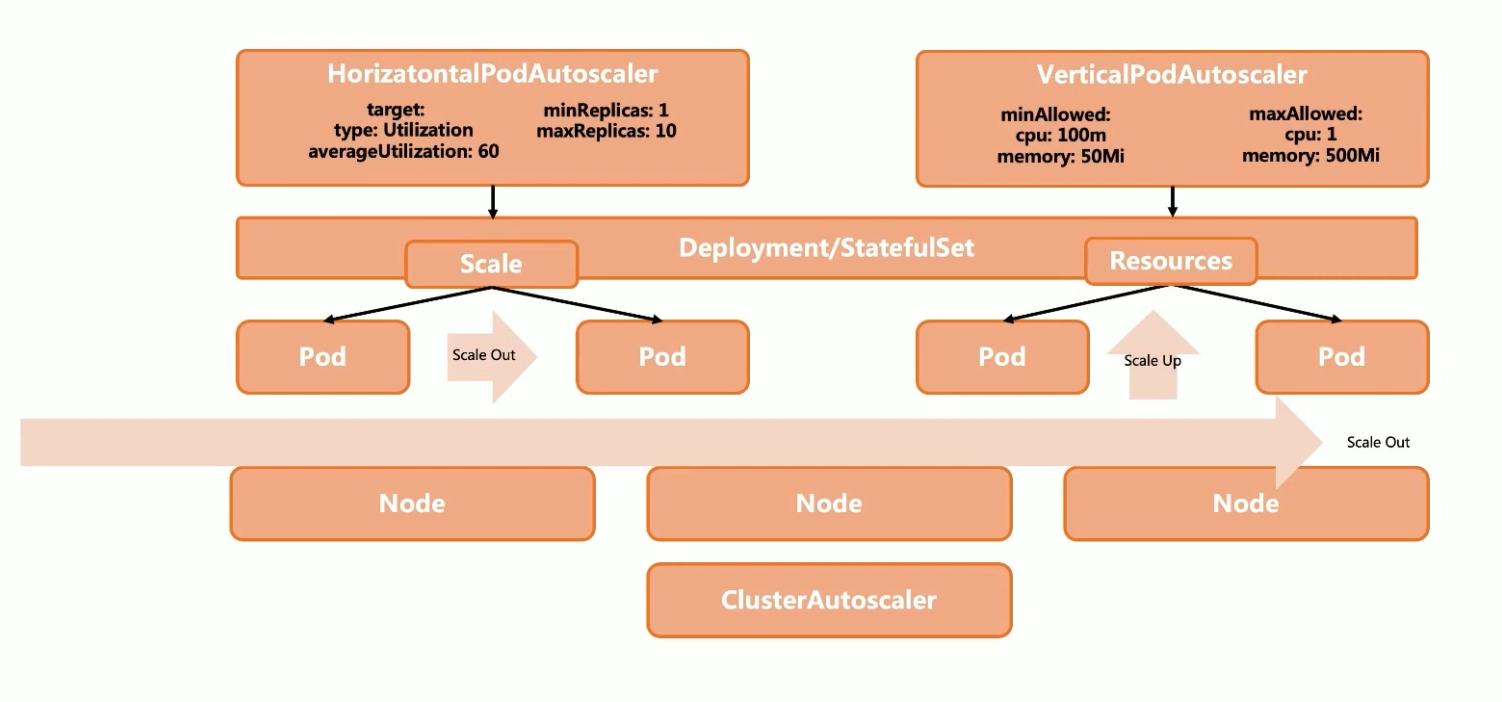 HorizatontalPodAutoscaler
target:
type: Utilization
averageUtilization: 60
minReplicas: 1
maxReplicas: 10
VerticalPodAutoscaler
minAllowed:
cpu: 100m
memory: 50Mi
maxAllowed:
cpu: 1
memory: 500Mi
Deployment/StatefulSet
Scale
Resources
Pod
Scale Out
Pod
Pod
Scale Up
Pod
Scale Out
Node
Node
Node
ClusterAutoscaler